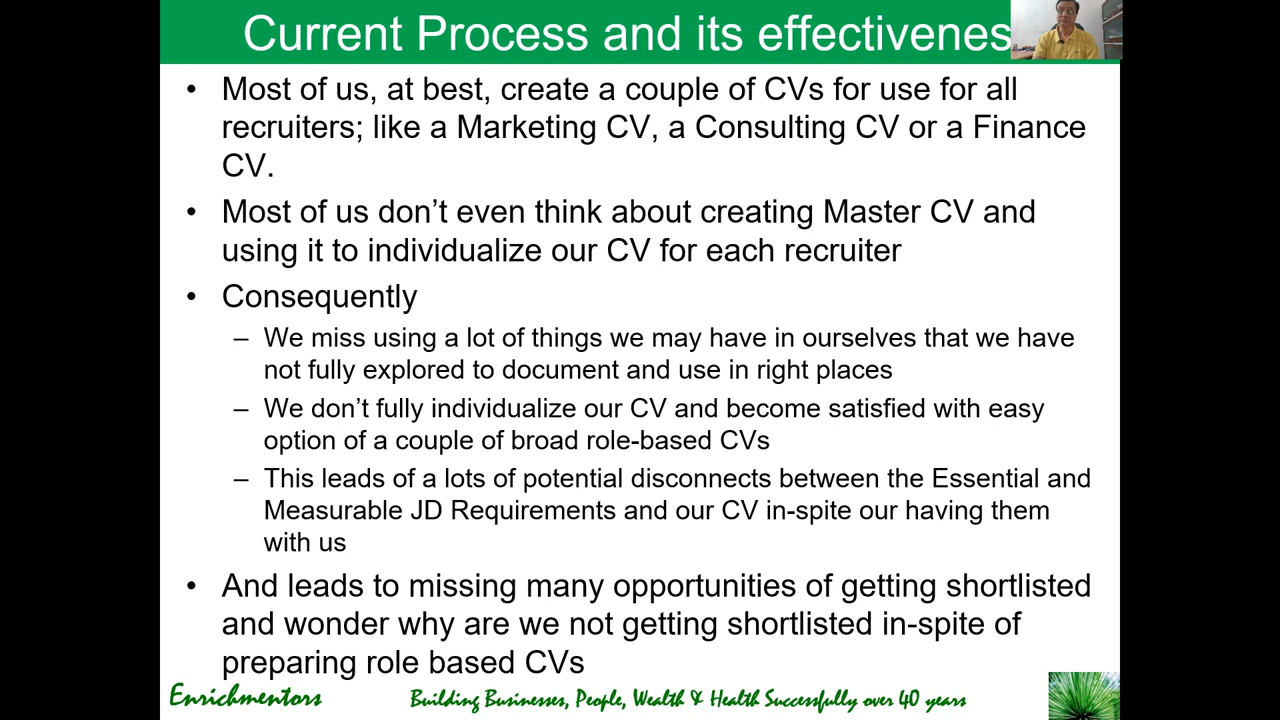 Current Process and its effectivenes
• Most of us, at best, create a couple of CVs for use for all
recruiters; like a Marketing CV, a Consulting CV or a Finance
CV.
• Most of us don’t even think about creating Master CV and
using it to individualize our CV for each recruiter
• Consequently
– We miss using a lot of things we may have in ourselves that we have
not fully explored to document and use in right places
– We don’t fully individualize our CV and become satisfied with easy
option of a couple of broad role-based CVs
– This leads of a lots of potential disconnects between the Essential and
Measurable JD Requirements and our CV in-spite our having them
with us
• And leads to missing many opportunities of getting shortlisted
and wonder why are we not getting shortlisted in-spite of
preparing role based CVs
Enrichmentors
Building Businesses, People, Wealth & Health Successfully over 40 years